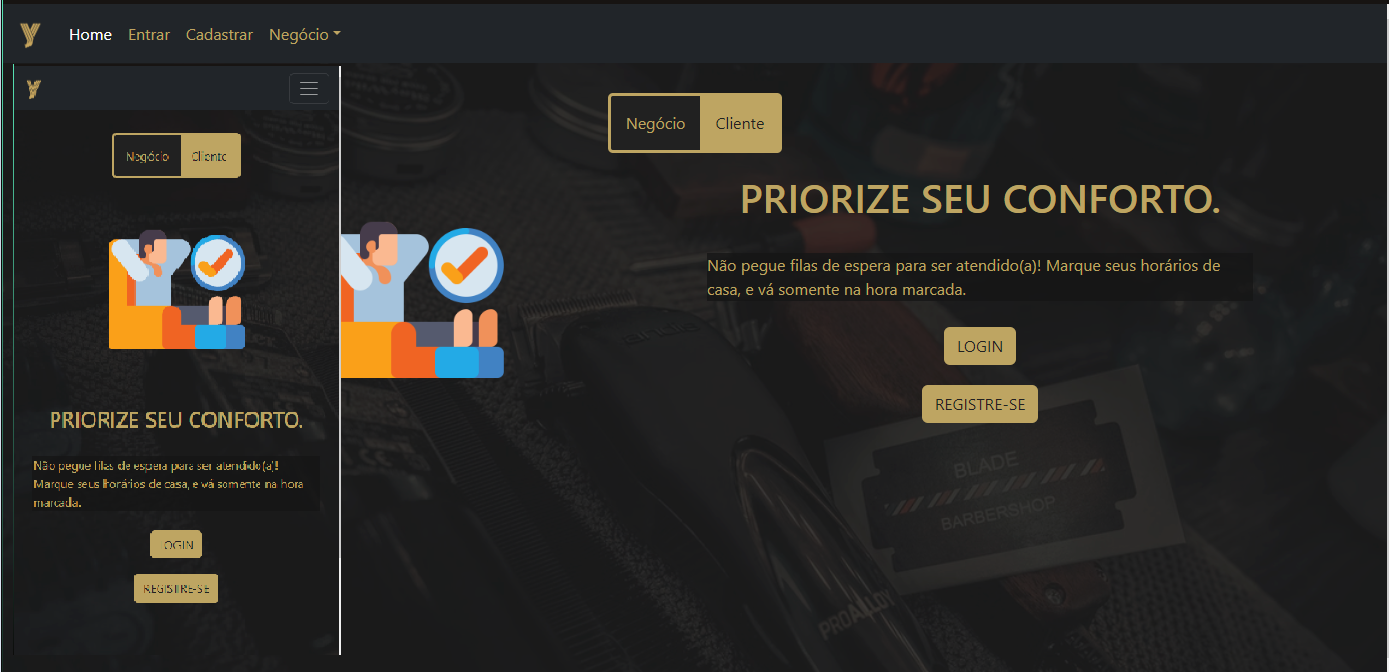 Y Home Entrar Cadastrar Negócio
Y
Negócio Cliente
PRIORIZE SEU CONFORTO.
Não pegue filas de espera para ser atendido(a)!
Marque seus horários de casa, e vá somente na hora
marcada.
LOGIN
REGISTRE-SE
Negócio Cliente
PRIORIZE SEU CONFORTO.
Não pegue filas de espera para ser atendido(a)! Marque seus horários de
casa, e vá somente na hora marcada.
LOGIN
REGISTRE-SE
BLADE
BARBERSHOP
PROALLOY